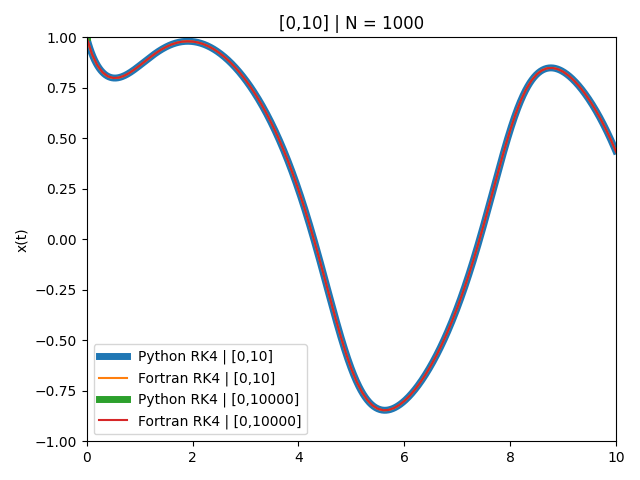 [0,10] | N = 1000
1.00
0.75
0.50
0.25
0.00
−0.25
−0.50
−0.75
−1.00
x(t)
Python RK4 | [0,10]
Fortran RK4 | [0,10]
Python RK4 | [0,10000]
Fortran RK4 | [0,10000]
0 2 4 6 8 10